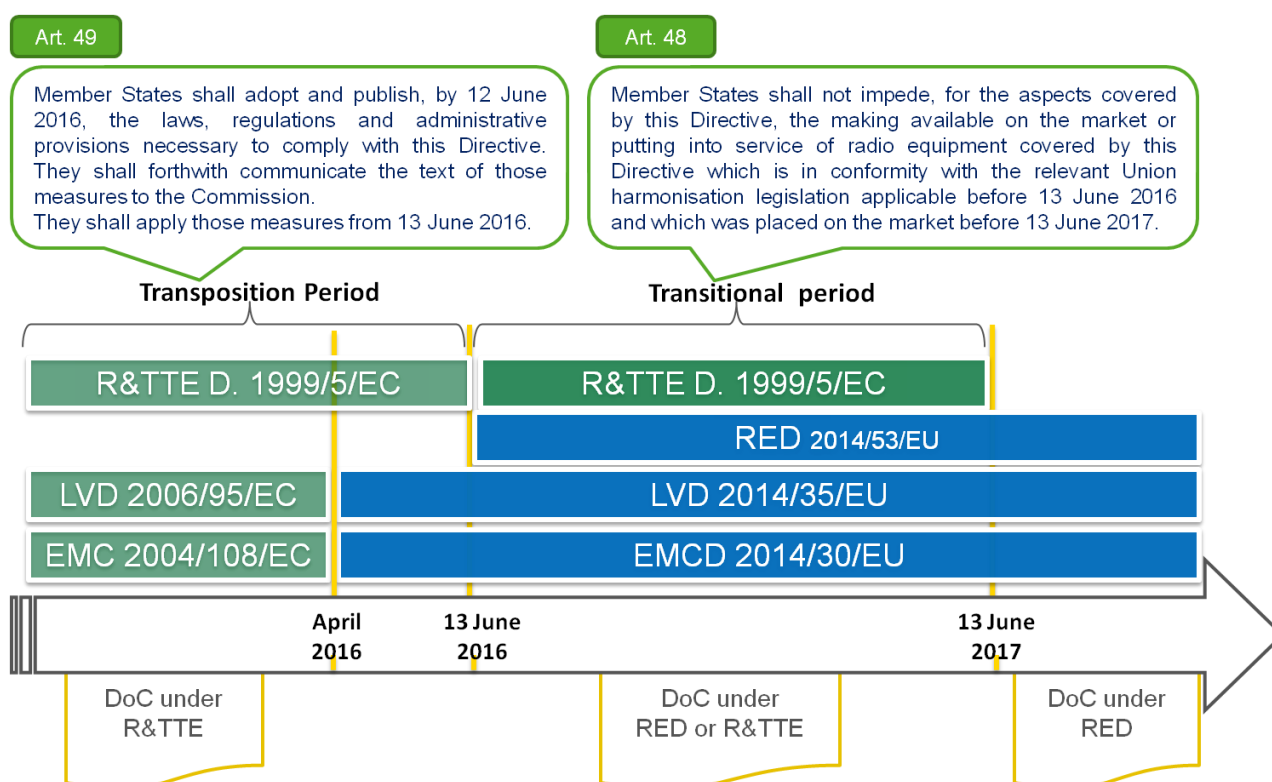 Art. 49
Member States shall adopt and publish, by 12 June
2016, the laws, regulations and administrative
provisions necessary to comply with this Directive.
They shall forthwith communicate the text of those
measures to the Commission.
They shall apply those measures from 13 June 2016.
Art. 48
Member States shall not impede, for the aspects covered
by this Directive, the making available on the market or
putting into service of radio equipment covered by this
Directive which is in conformity with the relevant Union
harmonisation legislation applicable before 13 June 2016
and which was placed on the market before 13 June 2017.
Transposition Period
Transitional period
R&TTE D. 1999/5/EC
R&TTE D. 1999/5/EC
RED 2014/53/EU
LVD 2006/95/EC
LVD 2014/35/EU
EMC 2004/108/EC
EMCD 2014/30/EU
April
2016
13 June
2016
13 June
2017
DoC under
R&TTE
DoC under
RED or R&TTE
DoC under
RED